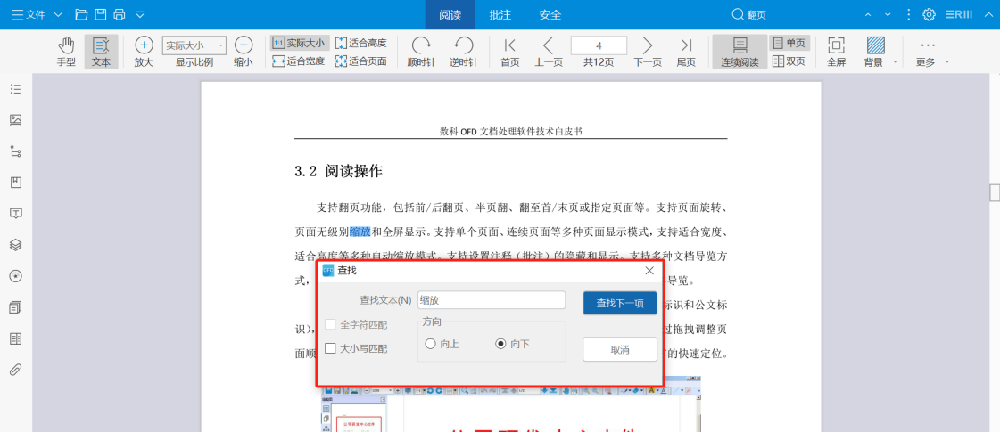 文件 阅读 批注 安全 翻页
手型 文本 放大 实际大小 显示比例 缩小 实际大小 适合宽度 适合高度 适合页面 顺时针 逆时针 首页 上一页 4 共12页 下一页 尾页 连续阅读 单页 双页 全屏 背景 更多
数科 OFD 文档处理软件技术白皮书
3.2 阅读操作
支持翻页功能，包括前/后翻页、半页翻、翻至首/末页或指定页面等。支持页面旋转、
页面无级别缩放和全屏显示。支持单个页面、连续页面等多种页面显示模式，支持适合宽度、
适合高度等多种自动缩放模式。支持设置注释（批注）的隐藏和显示。支持多种文档导览方
式，
导览。
标识和公文标
识），
过拖拽调整页
面顺
的快速定位。
OFD 查找
查找文本(N) 缩放 查找下一项
全字符匹配 方向
大小写匹配 向上 向下 取消